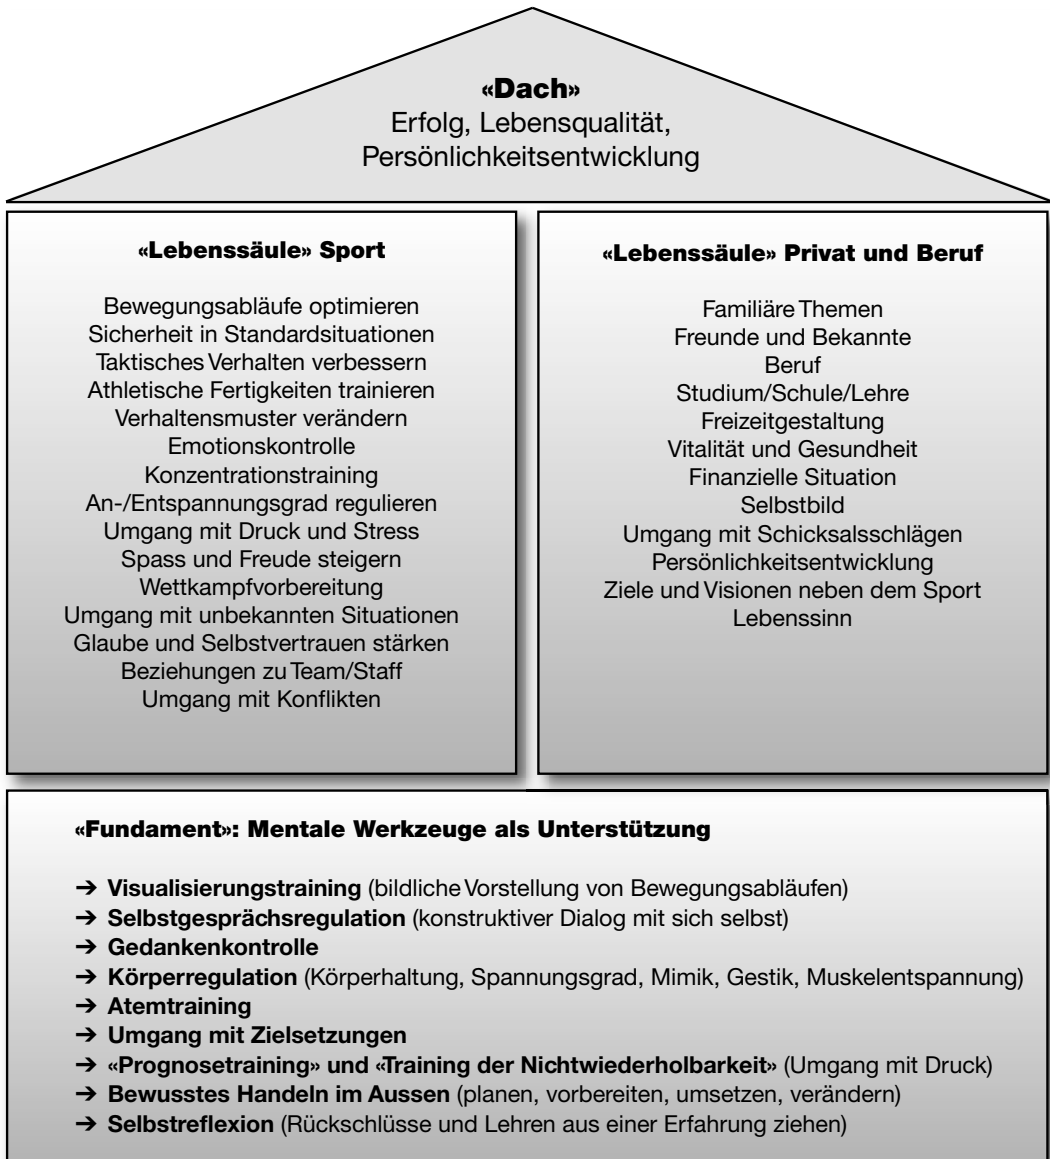 «Dach»
Erfolg, Lebensqualität,
Persönlichkeitsentwicklung
«Lebenssäule» Sport
Bewegungsabläufe optimieren
Sicherheit in Standardsituationen
Taktisches Verhalten verbessern
Athletische Fertigkeiten trainieren
Verhaltensmuster verändern
Emotionskontrolle
Konzentrationstraining
An-/Entspannungsgrad regulieren
Umgang mit Druck und Stress
Spass und Freude steigern
Wettkampfvorbereitung
Umgang mit unbekannten Situationen
Glaube und Selbstvertrauen stärken
Beziehungen zu Team/Staff
Umgang mit Konflikten
«Lebenssäule» Privat und Beruf
Familiäre Themen
Freunde und Bekannte
Beruf
Studium/Schule/Lehre
Freizeitgestaltung
Vitalität und Gesundheit
Finanzielle Situation
Selbstbild
Umgang mit Schicksalsschlägen
Persönlichkeitsentwicklung
Ziele und Visionen neben dem Sport
Lebenssinn
«Fundament»: Mentale Werkzeuge als Unterstützung
➔ Visualisierungstraining (bildliche Vorstellung von Bewegungsabläufen)
➔ Selbstgesprächsregulation (konstruktiver Dialog mit sich selbst)
➔ Gedankenkontrolle
➔ Körperregulation (Körperhaltung, Spannungsgrad, Mimik, Gestik, Muskelentspannung)
➔ Atemtraining
➔ Umgang mit Zielsetzungen
➔ «Prognosetraining» und «Training der Nichtwiederholbarkeit» (Umgang mit Druck)
➔ Bewusstes Handeln im Aussen (planen, vorbereiten, umsetzen, verändern)
➔ Selbstreflexion (Rückschlüsse und Lehren aus einer Erfahrung ziehen)